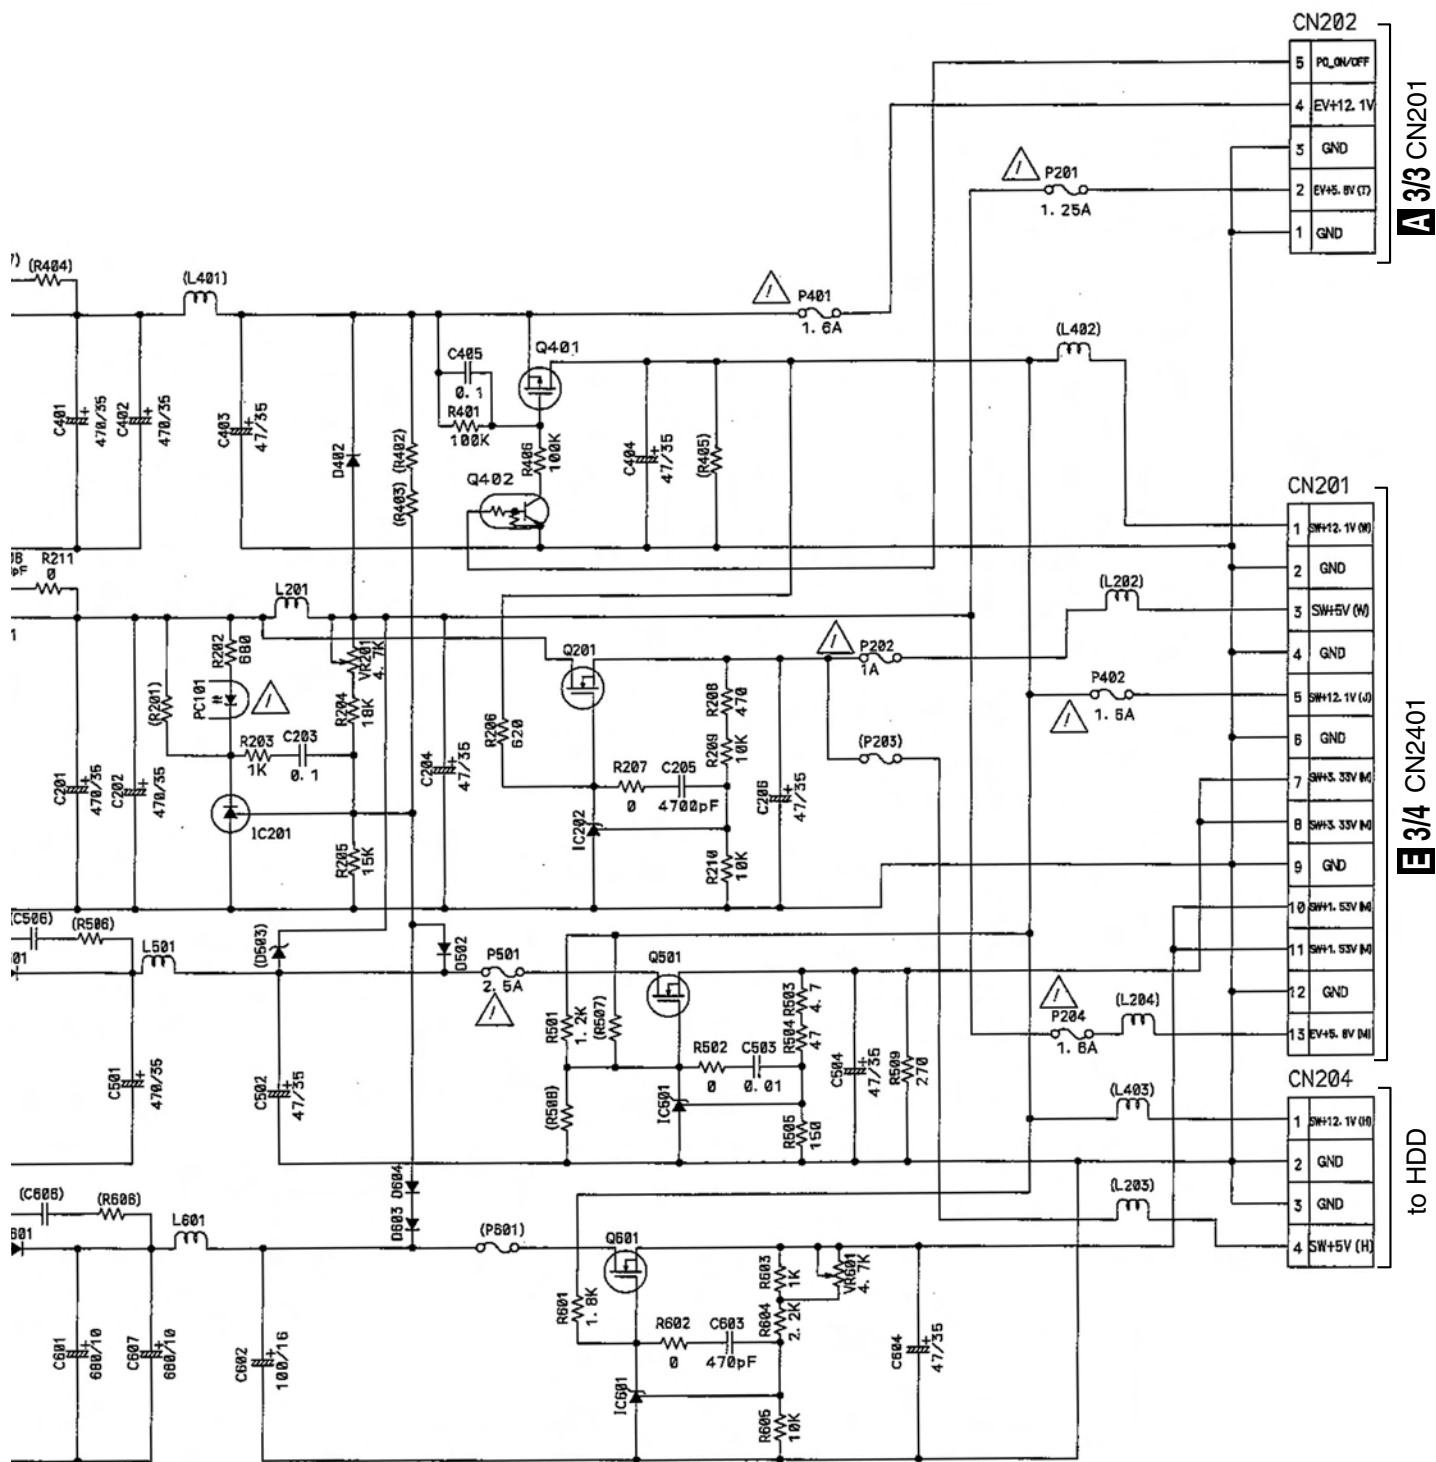 CN202
5 PO_ON/OFF
4 EV+12.1V
3 GND
2 EV+5.8V(T)
1 GND
A 3/3 CN201
P201
1.25A
(R404)
(L401)
P401
1.6A
(L402)
C401
470/35
C402
470/35
C403
47/35
D402
(R402)
(R403)
C405
0.1
R401
100K
Q401
R406
100K
Q402
C404
47/35
(R405)
CN201
1 SW+12.1V(W)
2 GND
3 SW+5V(W)
4 GND
5 SW+12.1V(J)
6 GND
7 SW+3.33V(M)
8 SW+3.33V(M)
9 GND
10 SW+1.53V(M)
11 SW+1.53V(M)
12 GND
13 EV+5.8V(M)
E 3/4 CN2401
R211
0
L201
(L202)
R202
680
PC101
(R201)
VR201
4.7K
R204
18K
R203
1K
C203
0.1
C201
470/35
C202
470/35
IC201
R205
15K
C204
47/35
Q201
R206
620
R207
0
C205
4700pF
IC202
R208
470
R209
10K
R210
10K
C206
47/35
P202
1A
(P203)
P402
1.6A
(C506)
(R506)
L501
(D503)
D502
P501
2.5A
Q501
R501
1.2K
(R507)
(R508)
R502
0
C503
0.01
IC501
R503
4.7
R504
47
R505
150
C504
47/35
R509
270
P204
1.6A
(L204)
C501
470/35
C502
47/35
CN204
1 SW+12.1V(H)
2 GND
3 GND
4 SW+5V(H)
to HDD
(L403)
(L203)
(C606)
(R606)
L601
D604
D603
(P601)
Q601
R601
1.8K
R602
0
C603
470pF
IC601
R603
1K
VR601
4.7K
R604
2.2K
R605
10K
C604
47/35
C601
680/10
C607
680/10
C602
100/16